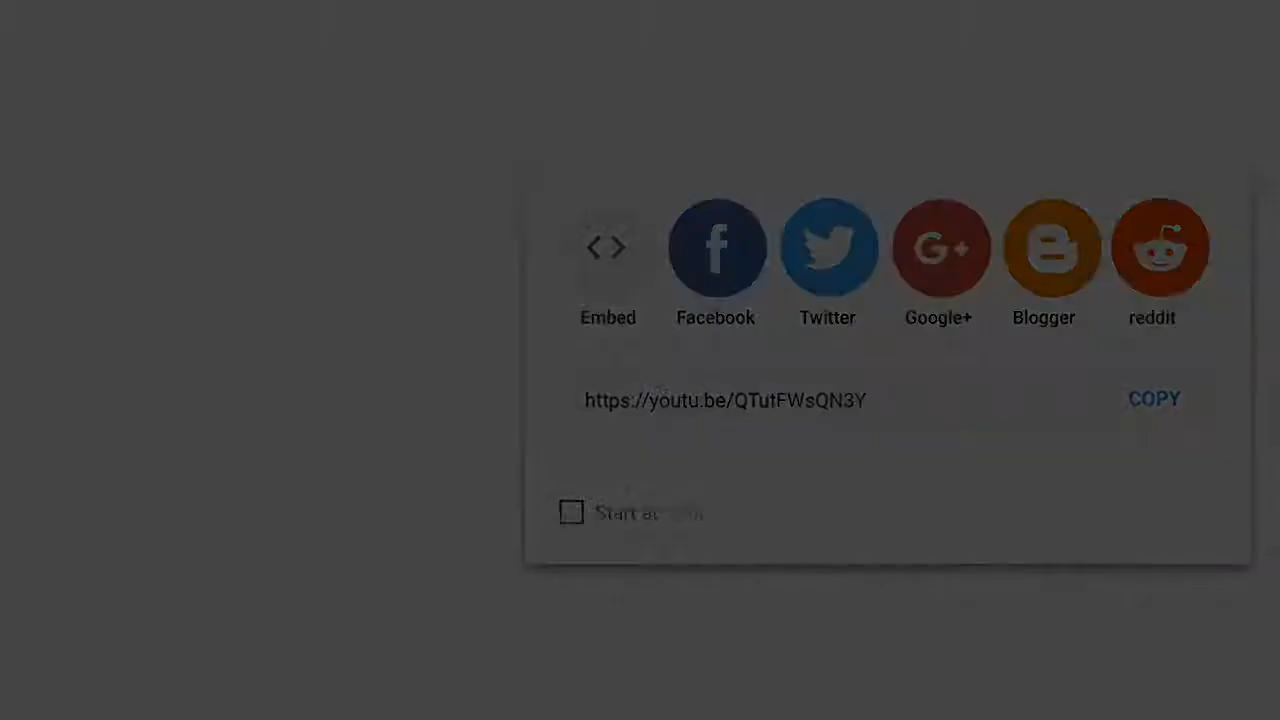 Embed Facebook Twitter Google+ Blogger reddit
https://youtu.be/QTutFWsQN3Y COPY
Start at